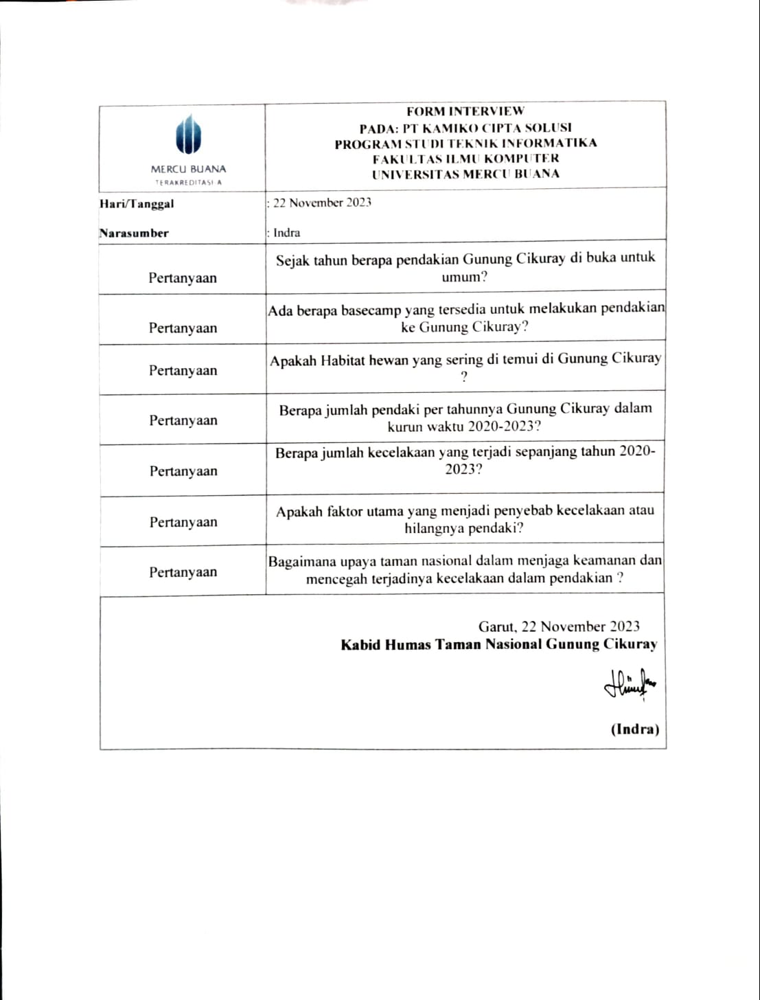 MERCU BUANA
TERAKREDITASI A
FORM INTERVIEW
PADA: PT KAMIKO CIPTA SOLUSI
PROGRAM STUDI TEKNIK INFORMATIKA
FAKULTAS ILMU KOMPUTER
UNIVERSITAS MERCU BUANA
Hari/Tanggal : 22 November 2023
Narasumber : Indra
Pertanyaan
Sejak tahun berapa pendakian Gunung Cikuray di buka untuk
umum?
Pertanyaan
Ada berapa basecamp yang tersedia untuk melakukan pendakian
ke Gunung Cikuray?
Pertanyaan
Apakah Habitat hewan yang sering di temui di Gunung Cikuray
?
Pertanyaan
Berapa jumlah pendaki per tahunnya Gunung Cikuray dalam
kurun waktu 2020-2023?
Pertanyaan
Berapa jumlah kecelakaan yang terjadi sepanjang tahun 2020-
2023?
Pertanyaan
Apakah faktor utama yang menjadi penyebab kecelakaan atau
hilangnya pendaki?
Pertanyaan
Bagaimana upaya taman nasional dalam menjaga keamanan dan
mencegah terjadinya kecelakaan dalam pendakian ?
Garut, 22 November 2023
Kabid Humas Taman Nasional Gunung Cikuray
(Indra)